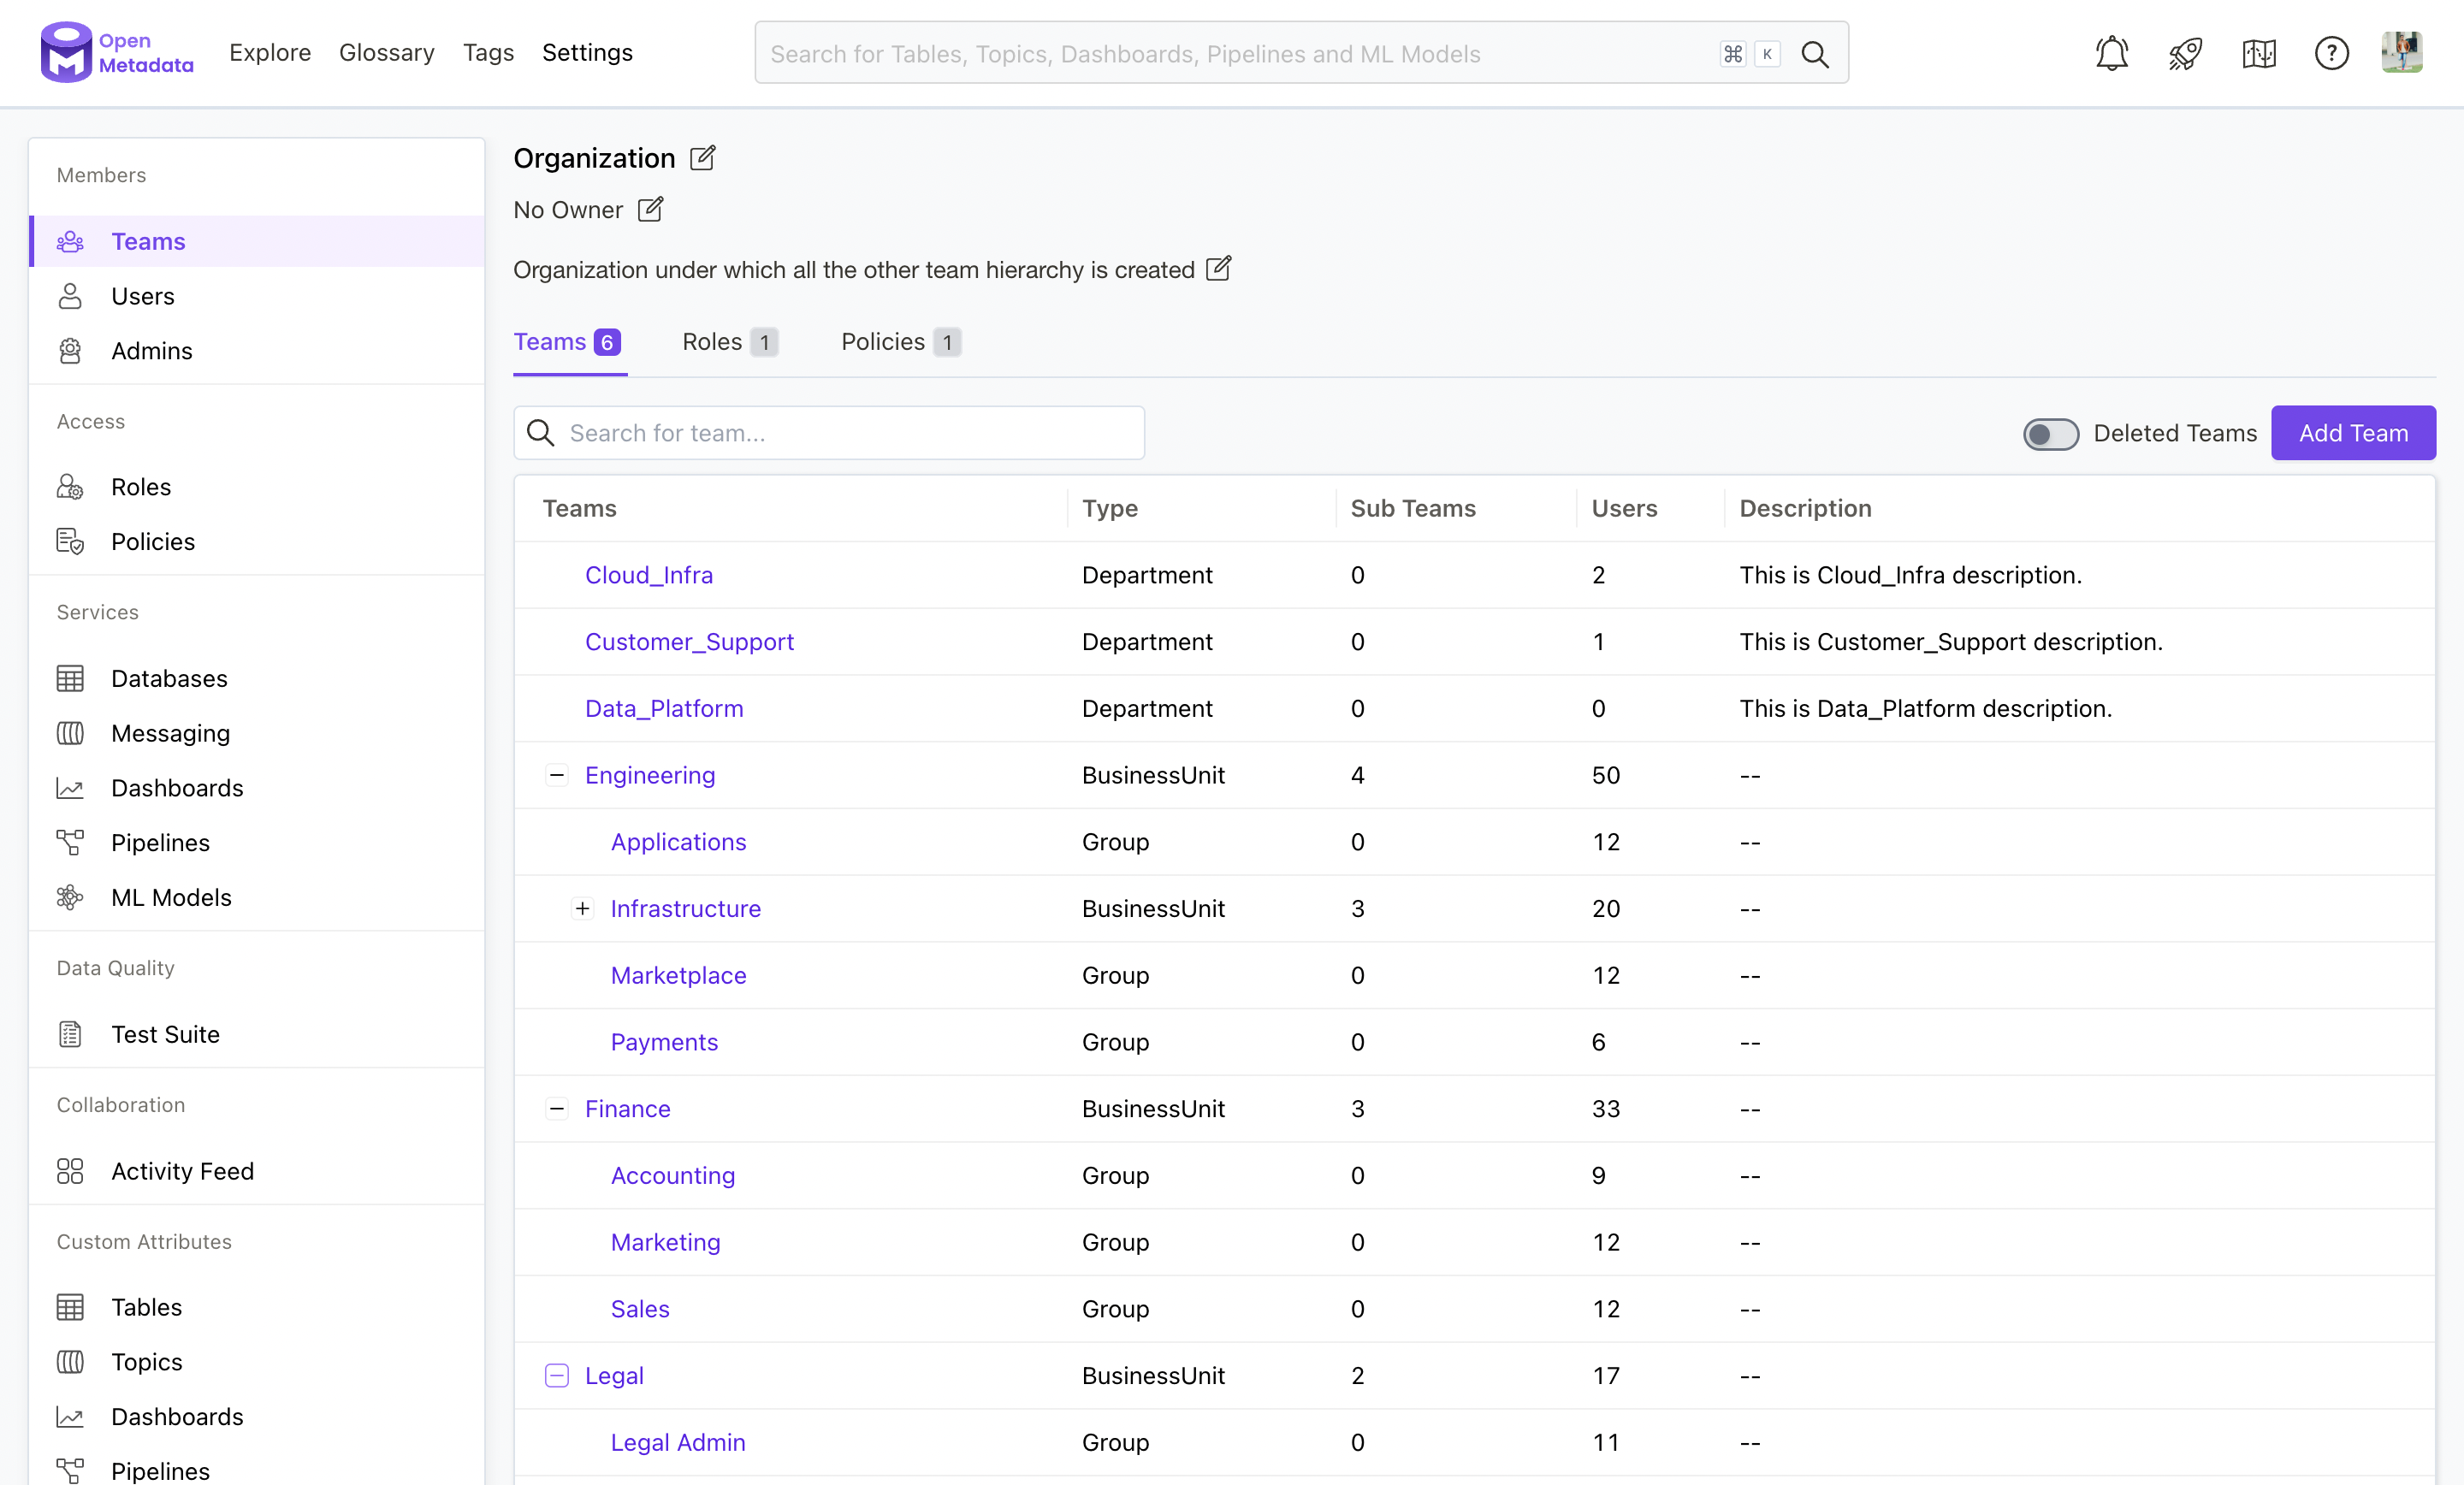 Open
Metadata
Explore Glossary Tags Settings
Search for Tables, Topics, Dashboards, Pipelines and ML Models
⌘ K
?
Members
Teams
Users
Admins
Access
Roles
Policies
Services
Databases
Messaging
Dashboards
Pipelines
ML Models
Data Quality
Test Suite
Collaboration
Activity Feed
Custom Attributes
Tables
Topics
Dashboards
Pipelines
Organization
No Owner
Organization under which all the other team hierarchy is created
Teams 6 Roles 1 Policies 1
Search for team...
Deleted Teams Add Team
Teams Type Sub Teams Users Description
Cloud_Infra Department 0 2 This is Cloud_Infra description.
Customer_Support Department 0 1 This is Customer_Support description.
Data_Platform Department 0 0 This is Data_Platform description.
Engineering BusinessUnit 4 50 --
Applications Group 0 12 --
Infrastructure BusinessUnit 3 20 --
Marketplace Group 0 12 --
Payments Group 0 6 --
Finance BusinessUnit 3 33 --
Accounting Group 0 9 --
Marketing Group 0 12 --
Sales Group 0 12 --
Legal BusinessUnit 2 17 --
Legal Admin Group 0 11 --